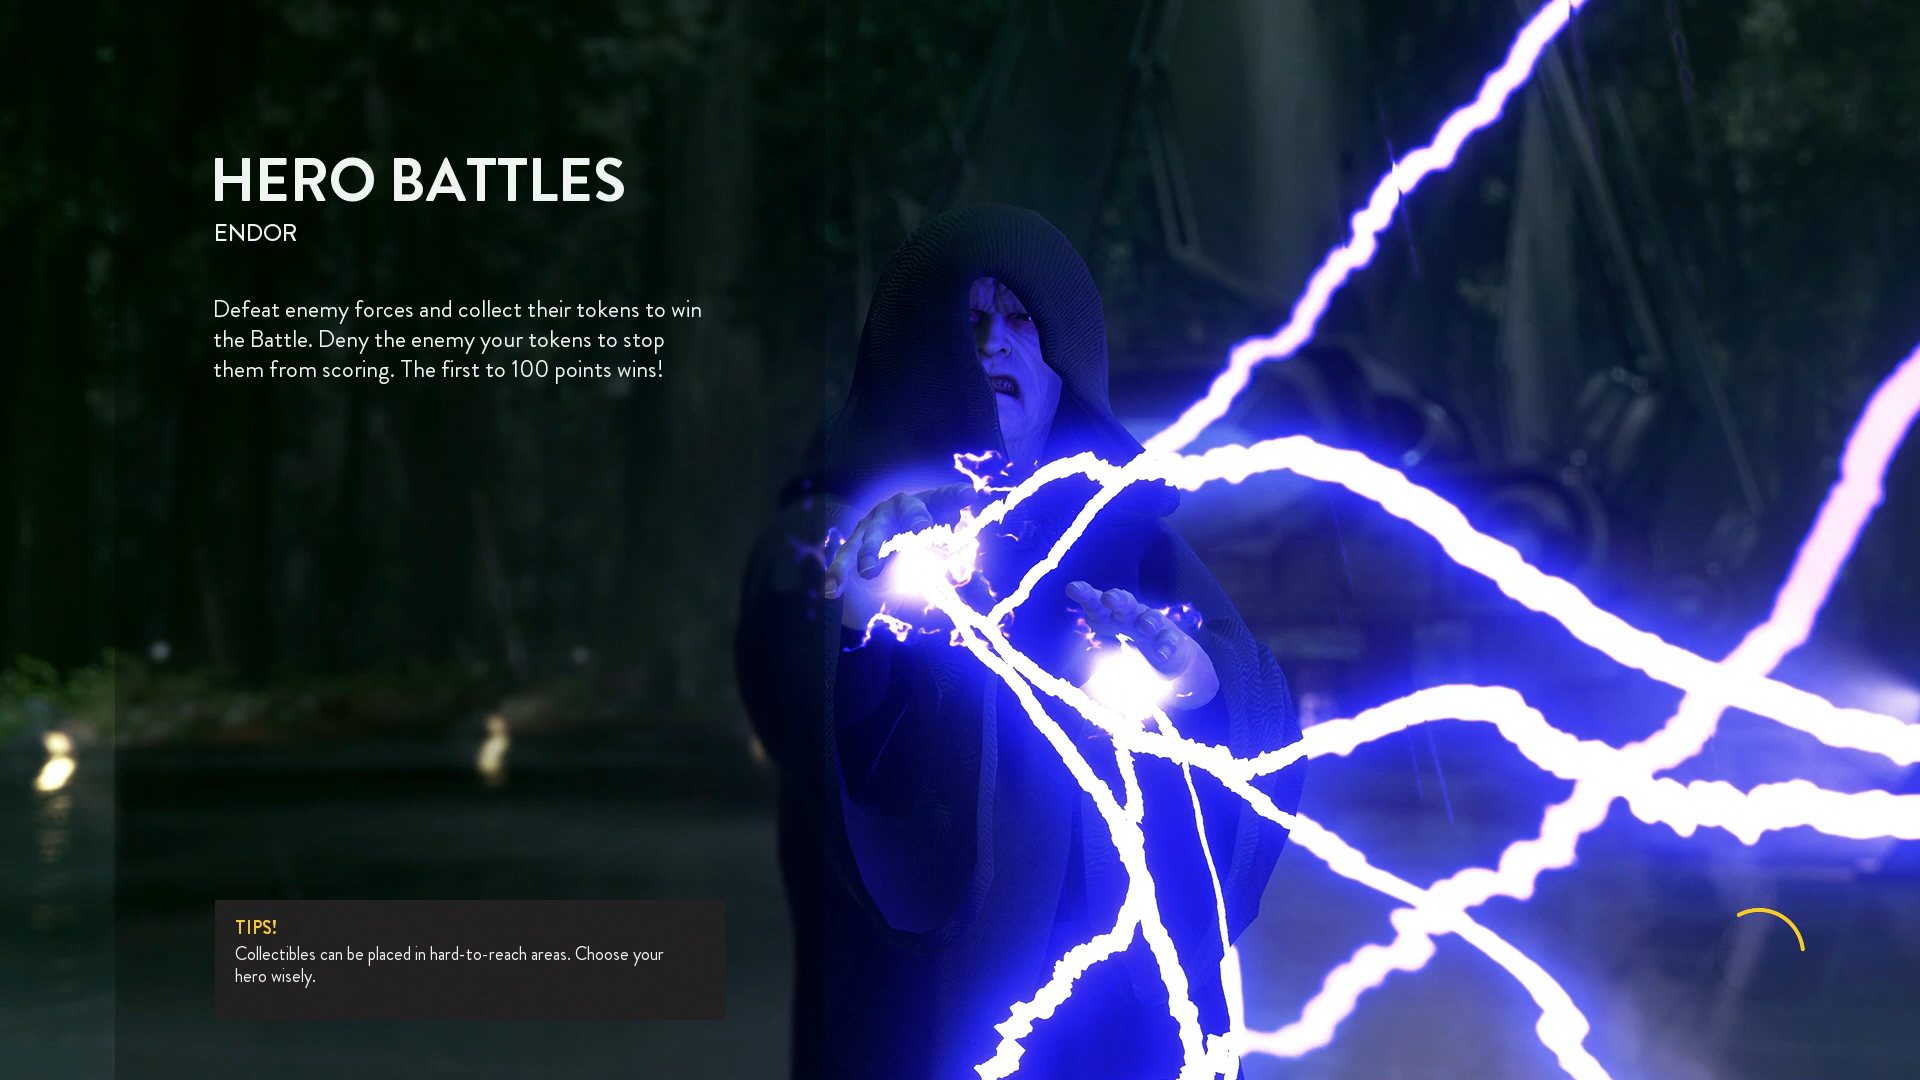 HERO BATTLES
ENDOR
Defeat enemy forces and collect their tokens to win
the Battle. Deny the enemy your tokens to stop
them from scoring. The first to 100 points wins!
TIPS!
Collectibles can be placed in hard-to-reach areas. Choose your
hero wisely.